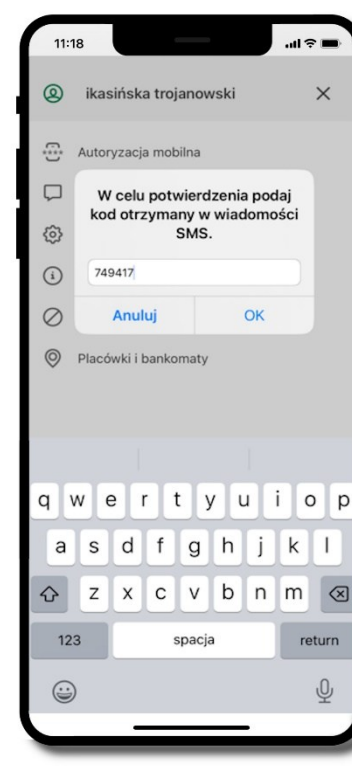 11:18
ikasińska trojanowski
Autoryzacja mobilna
W celu potwierdzenia podaj
kod otrzymany w wiadomości
SMS.
749417
Anuluj OK
Placówki i bankomaty
q w e r t y u i o p
a s d f g h j k l
z x c v b n m
123 spacja return